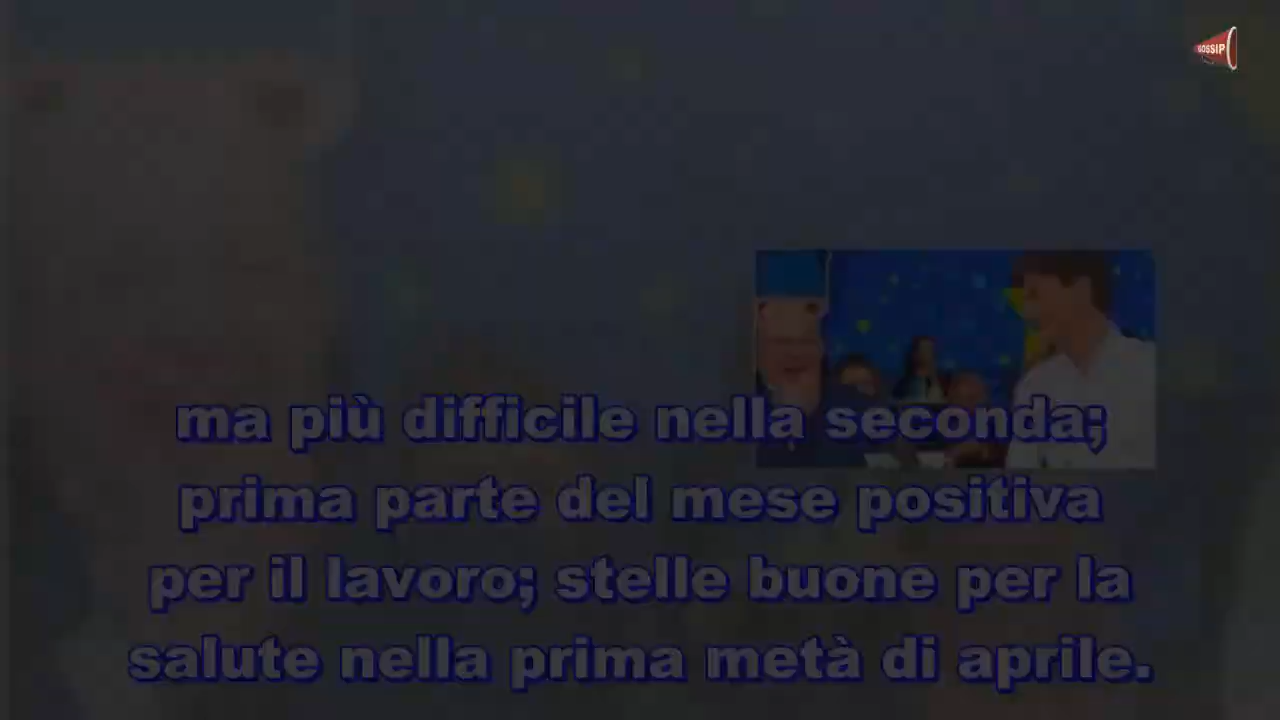 GOSSIP
ma più difficile nella seconda;
prima parte del mese positiva
per il lavoro; stelle buone per la
salute nella prima metà di aprile.